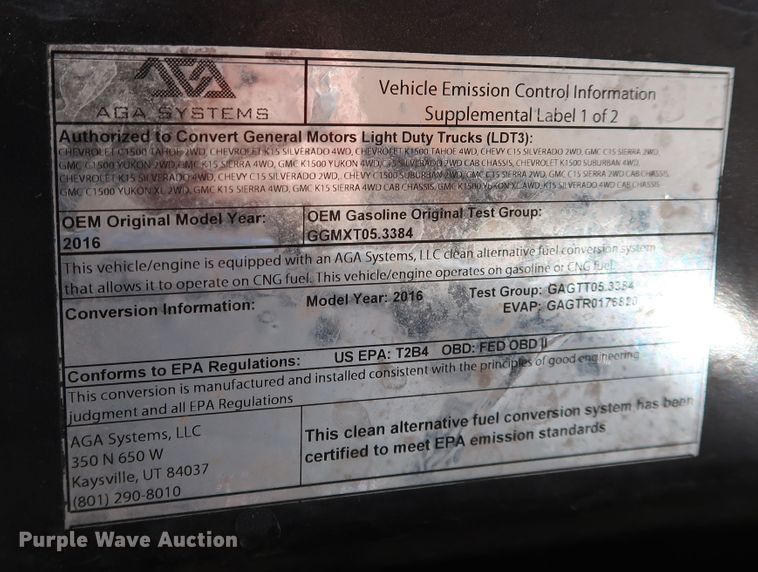 AGA SYSTEMS
Vehicle Emission Control Information
Supplemental Label 1 of 2
Authorized to Convert General Motors Light Duty Trucks (LDT3):
CHEVROLET C1500 TAHOE 2WD, CHEVROLET K15 SILVERADO 4WD, CHEVROLET K1500 TAHOE 4WD, CHEVY C15 SILVERADO 2WD, GMC C15 SIERRA 2WD,
GMC C1500 YUKON 2WD, GMC K15 SIERRA 4WD, GMC K1500 YUKON 4WD, C15 SILVERADO 2WD CAB CHASSIS, CHEVROLET K1500 SUBURBAN 4WD,
CHEVROLET K15 SILVERADO 4WD, CHEVY C15 SILVERADO 2WD, CHEVY C1500 SUBURBAN 2WD, GMC C15 SIERRA 2WD, GMC C15 SIERRA 2WD CAB CHASSIS,
GMC C1500 YUKON XL 2WD, GMC K15 SIERRA 4WD, GMC K15 SIERRA 4WD CAB CHASSIS, GMC K1500 YUKON XL 4WD, K15 SILVERADO 4WD CAB CHASSIS
OEM Original Model Year:
2016
OEM Gasoline Original Test Group:
GGMXT05.3384
This vehicle/engine is equipped with an AGA Systems, LLC clean alternative fuel conversion system
that allows it to operate on CNG fuel. This vehicle/engine operates on gasoline or CNG fuel.
Conversion Information:
Model Year: 2016
Test Group: GAGTT05.3384
EVAP: GAGTR0176820
Conforms to EPA Regulations:
US EPA: T2B4 OBD: FED OBD II
This conversion is manufactured and installed consistent with the principles of good engineering
judgment and all EPA Regulations
AGA Systems, LLC
350 N 650 W
Kaysville, UT 84037
(801) 290-8010
This clean alternative fuel conversion system has been
certified to meet EPA emission standards
Purple Wave Auction